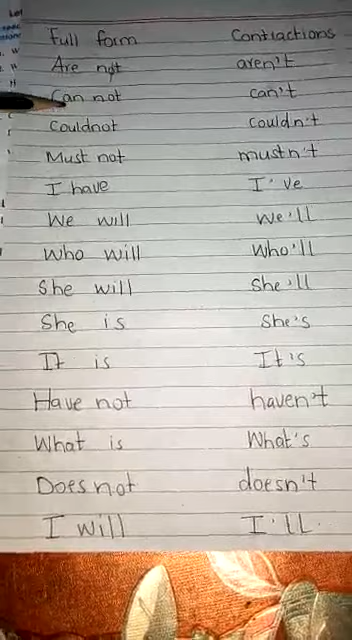 Full form Contractions
Are not aren't
Can not can't
Couldnot couldn't
Must not mustn't
I have I've
We will we'll
Who will Who'll
She will She'll
She is She's
It is It's
Have not haven't
What is What's
Does not doesn't
I will I'LL